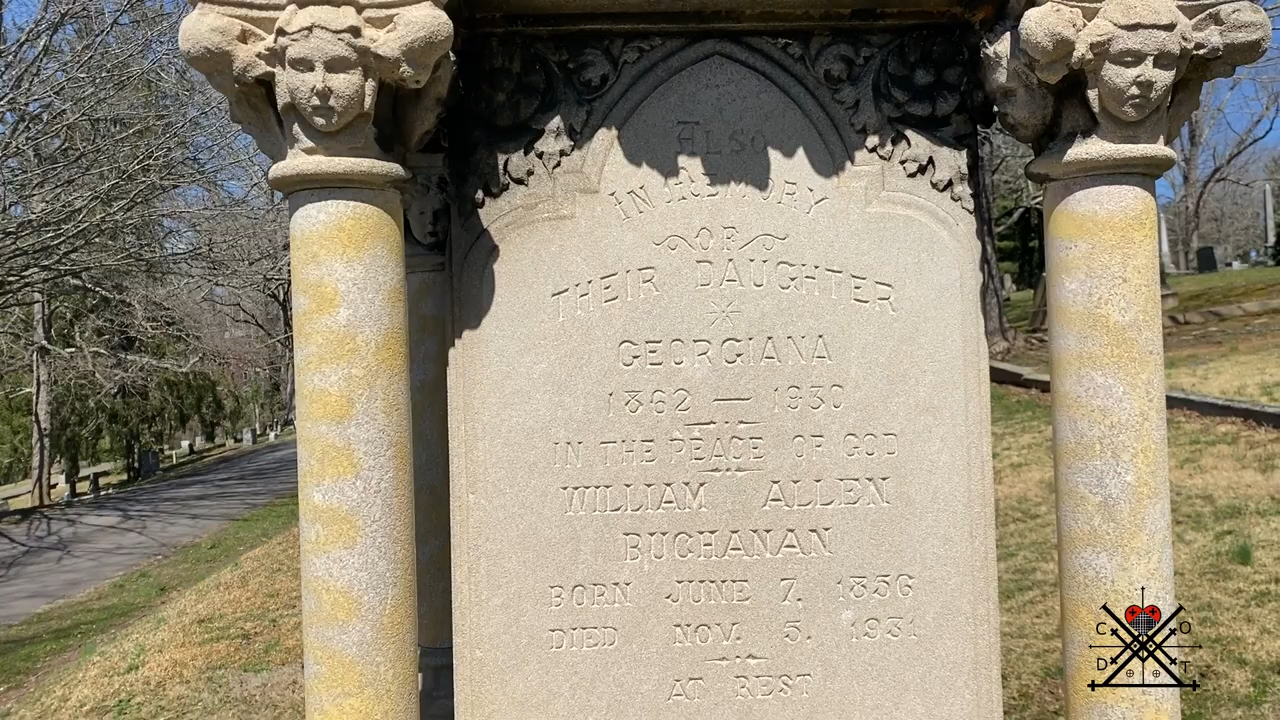 ALSO
IN MEMORY
OF
THEIR DAUGHTER
GEORGIANA
1862 — 1930
IN THE PEACE OF GOD
WILLIAM ALLEN
BUCHANAN
BORN JUNE 7. 1856
DIED NOV. 5. 1931
AT REST
C O
D T